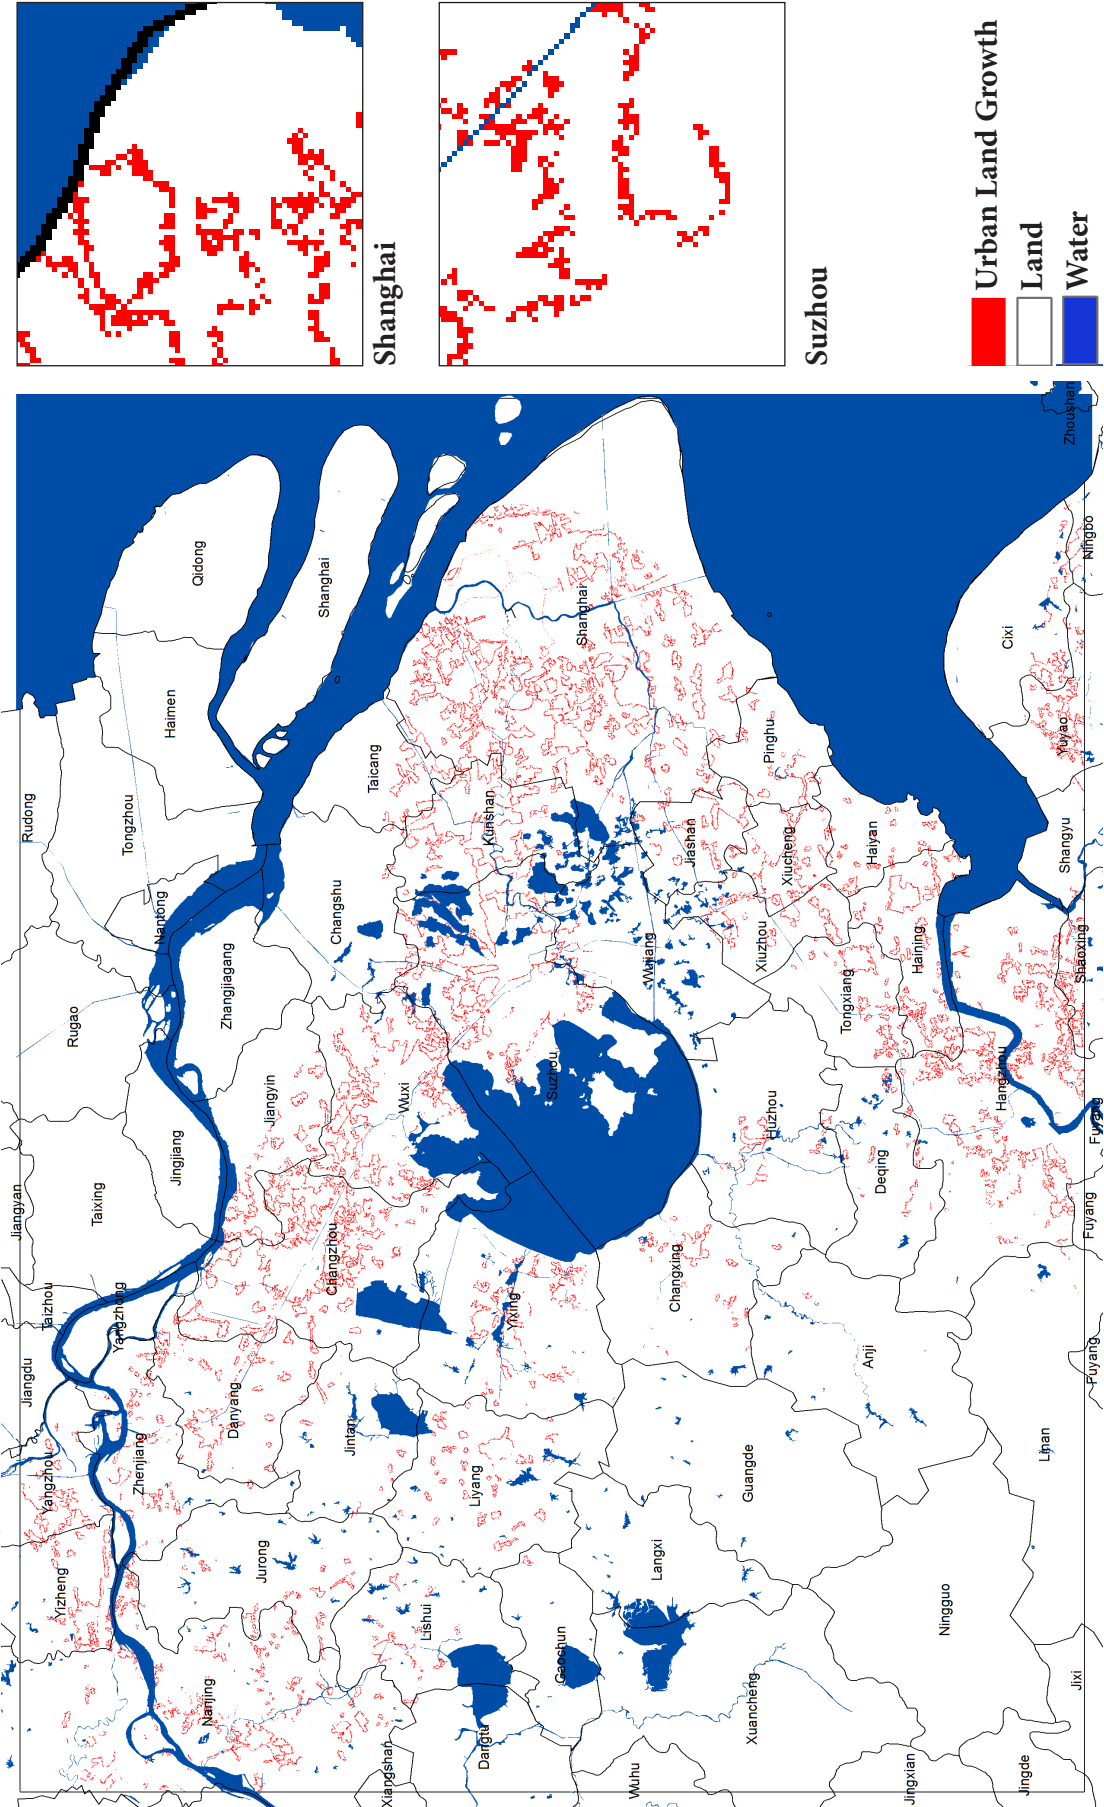 Shanghai
Suzhou
Urban Land Growth
Land
Water
Rudong
Qidong
Shanghai
Haimen
Tongzhou
Nantong
Rugao
Jiangyan
Taixing
Jingjiang
Zhangjiagang
Changshu
Taicang
Kunshan
Shanghai
Pinghu
Jiashan
Xiucheng
Haiyan
Xiuzhou
Wujiang
Tongxiang
Haining
Suzhou
Wuxi
Jiangyin
Changzhou
Taizhou
Yangzhong
Jiangdu
Yangzhou
Zhenjiang
Danyang
Jintan
Liyang
Yixing
Changxing
Huzhou
Deqing
Hangzhou
Shaoxing
Shangyu
Yuyao
Cixi
Ningbo
Zhoushan
Fuyang
Fuyang
Fuyang
Anji
Linan
Guangde
Langxi
Ningguo
Jixi
Jingde
Jingxian
Xuancheng
Wuhu
Gaochun
Dangtu
Lishui
Jurong
Yizheng
Nanjing
Xiangshan